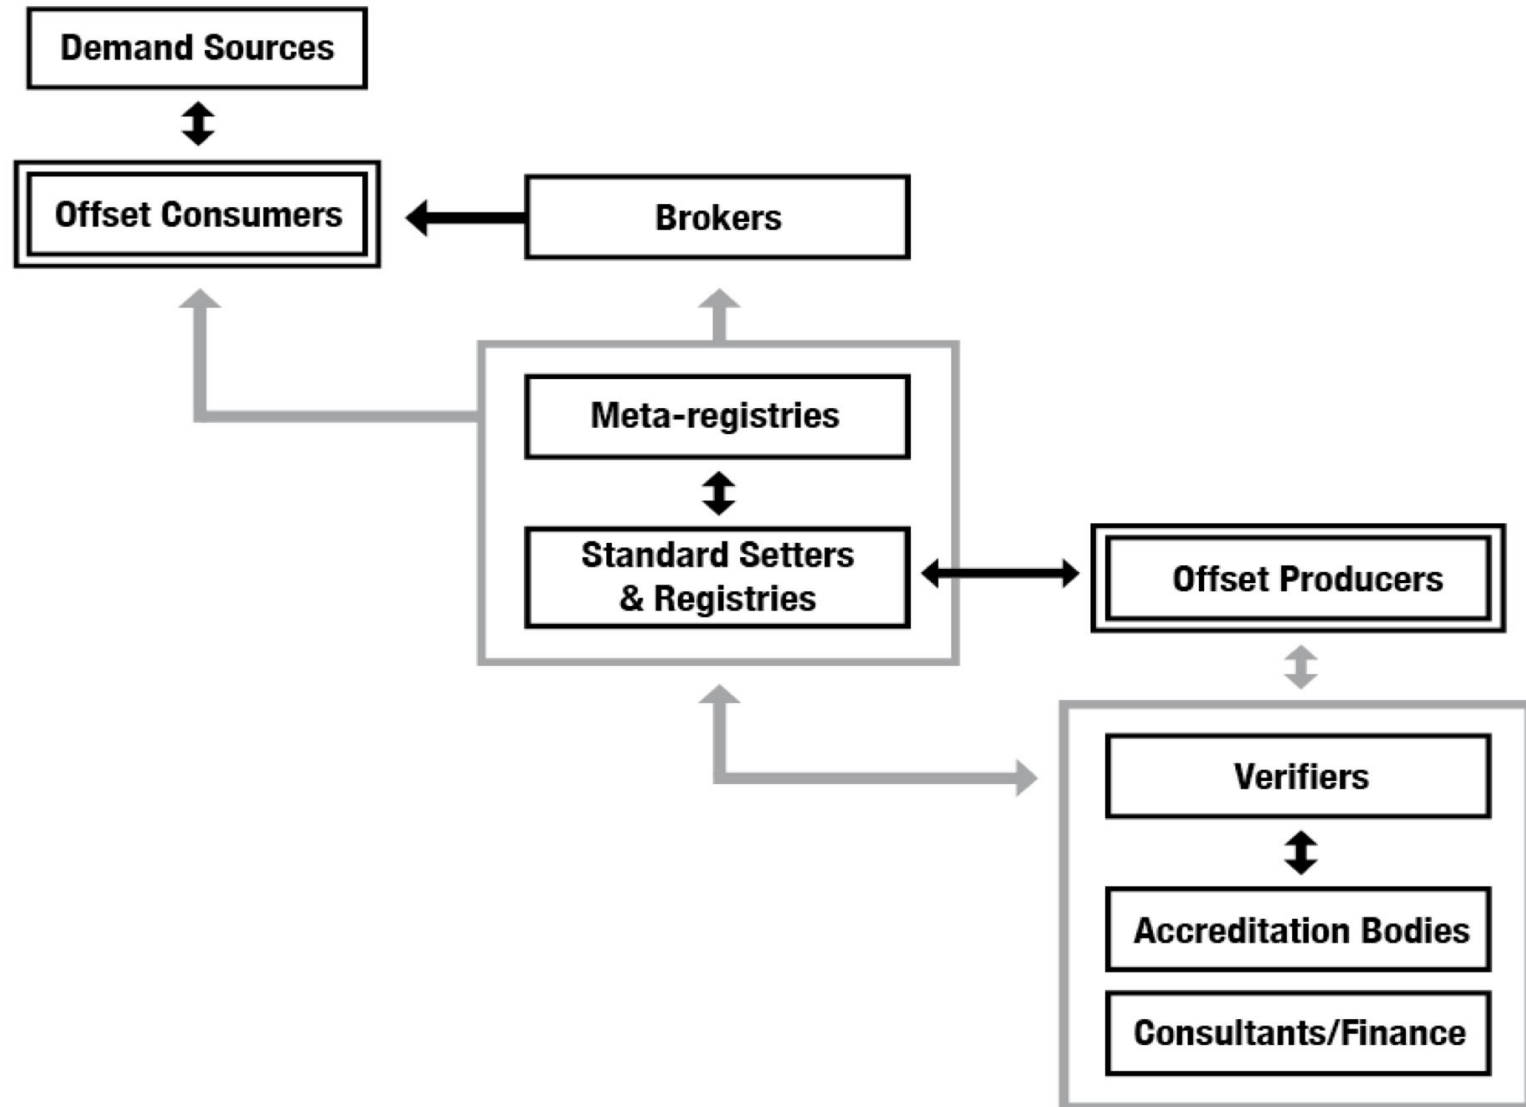 Demand Sources
Offset Consumers
Brokers
Meta-registries
Standard Setters
& Registries
Offset Producers
Verifiers
Accreditation Bodies
Consultants/Finance